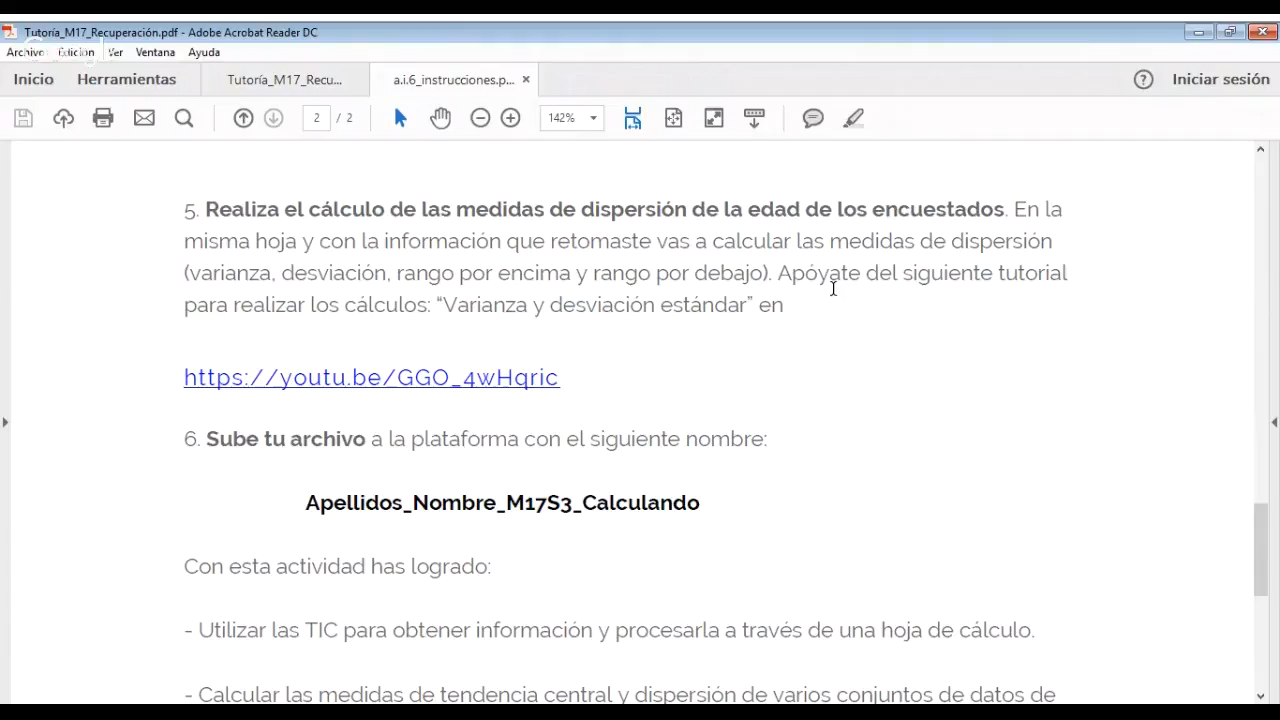 Tutoría_M17_Recuperación.pdf - Adobe Acrobat Reader DC
Archivo Edición Ver Ventana Ayuda
Inicio Herramientas Tutoría_M17_Recu... a.i.6_instrucciones.p... × ? Iniciar sesión
2 / 2 142%
5. Realiza el cálculo de las medidas de dispersión de la edad de los encuestados. En la
misma hoja y con la información que retomaste vas a calcular las medidas de dispersión
(varianza, desviación, rango por encima y rango por debajo). Apóyate del siguiente tutorial
para realizar los cálculos: “Varianza y desviación estándar” en
https://youtu.be/GGO_4wHqric
6. Sube tu archivo a la plataforma con el siguiente nombre:
Apellidos_Nombre_M17S3_Calculando
Con esta actividad has logrado:
- Utilizar las TIC para obtener información y procesarla a través de una hoja de cálculo.
- Calcular las medidas de tendencia central y dispersión de varios conjuntos de datos de